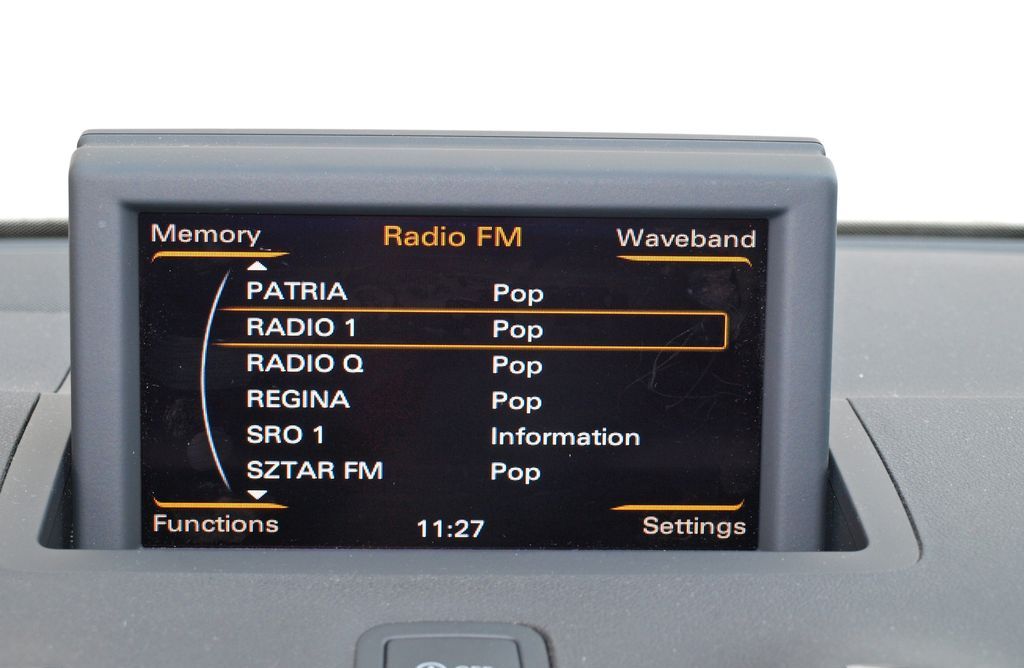 Memory Radio FM Waveband
PATRIA Pop
RADIO 1 Pop
RADIO Q Pop
REGINA Pop
SRO 1 Information
SZTAR FM Pop
Functions 11:27 Settings